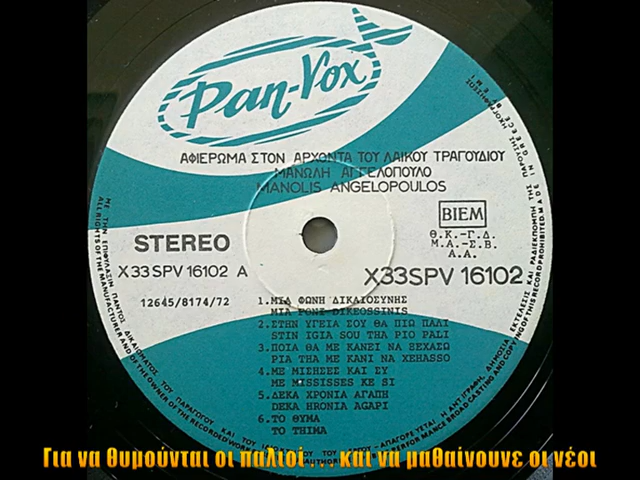 Pan-Vox
ΑΦΙΕΡΩΜΑ ΣΤΟΝ ΑΡΧΟΝΤΑ ΤΟΥ ΛΑΙΚΟΥ ΤΡΑΓΟΥΔΙΟΥ
ΜΑΝΩΛΗ ΑΓΓΕΛΟΠΟΥΛΟ
MANOLIS ANGELOPOULOS
STEREO
X33SPV 16102 A
12645/8174/72
BIEM
Θ.Κ.-Γ.Δ.
Μ.Α.-Σ.Β.
Α.Α.
X33SPV 16102
1.ΜΙΑ ΦΩΝΗ ΔΙΚΑΙΟΣΥΝΗΣ
MIA FONI DIKEOSSINIS
2.ΣΤΗΝ ΥΓΕΙΑ ΣΟΥ ΘΑ ΠΙΩ ΠΑΛΙ
STIN IGIA SOU THA PIO PALI
3.ΠΟΙΑ ΘΑ ΜΕ ΚΑΝΕΙ ΝΑ ΞΕΧΑΣΩ
PIA THA ME KANI NA XEHASSO
4.ΜΕ ΜΙΣΗΣΕΣ ΚΑΙ ΣΥ
ME MISSISSES KE SI
5.ΔΕΚΑ ΧΡΟΝΙΑ ΑΓΑΠΗ
DEKA HRONIA AGAPI
6.ΤΟ ΘΥΜΑ
TO THIMA
Για να θυμούνται οι παλιοί . . . και να μαθαίνουνε οι νέοι